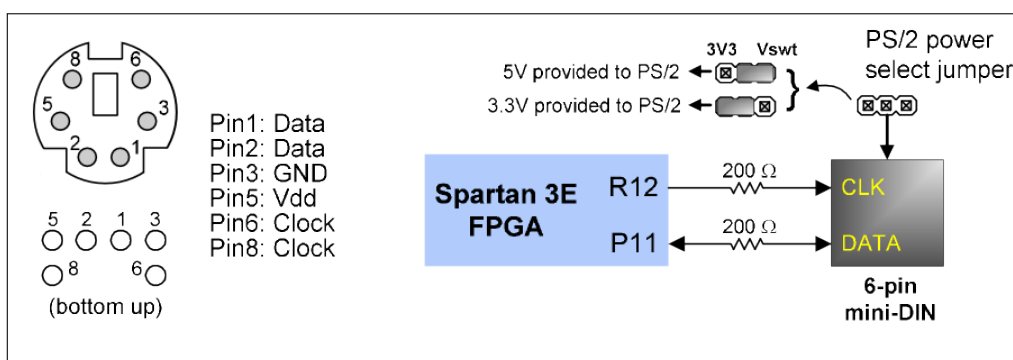 8 6
5 3
2 1
Pin1: Data
Pin2: Data
Pin3: GND
Pin5: Vdd
Pin6: Clock
Pin8: Clock
5 2 1 3
8 6
(bottom up)
3V3 Vswt
5V provided to PS/2
3.3V provided to PS/2
PS/2 power
select jumper
Spartan 3E
FPGA
R12
P11
200 Ω
200 Ω
CLK
DATA
6-pin
mini-DIN